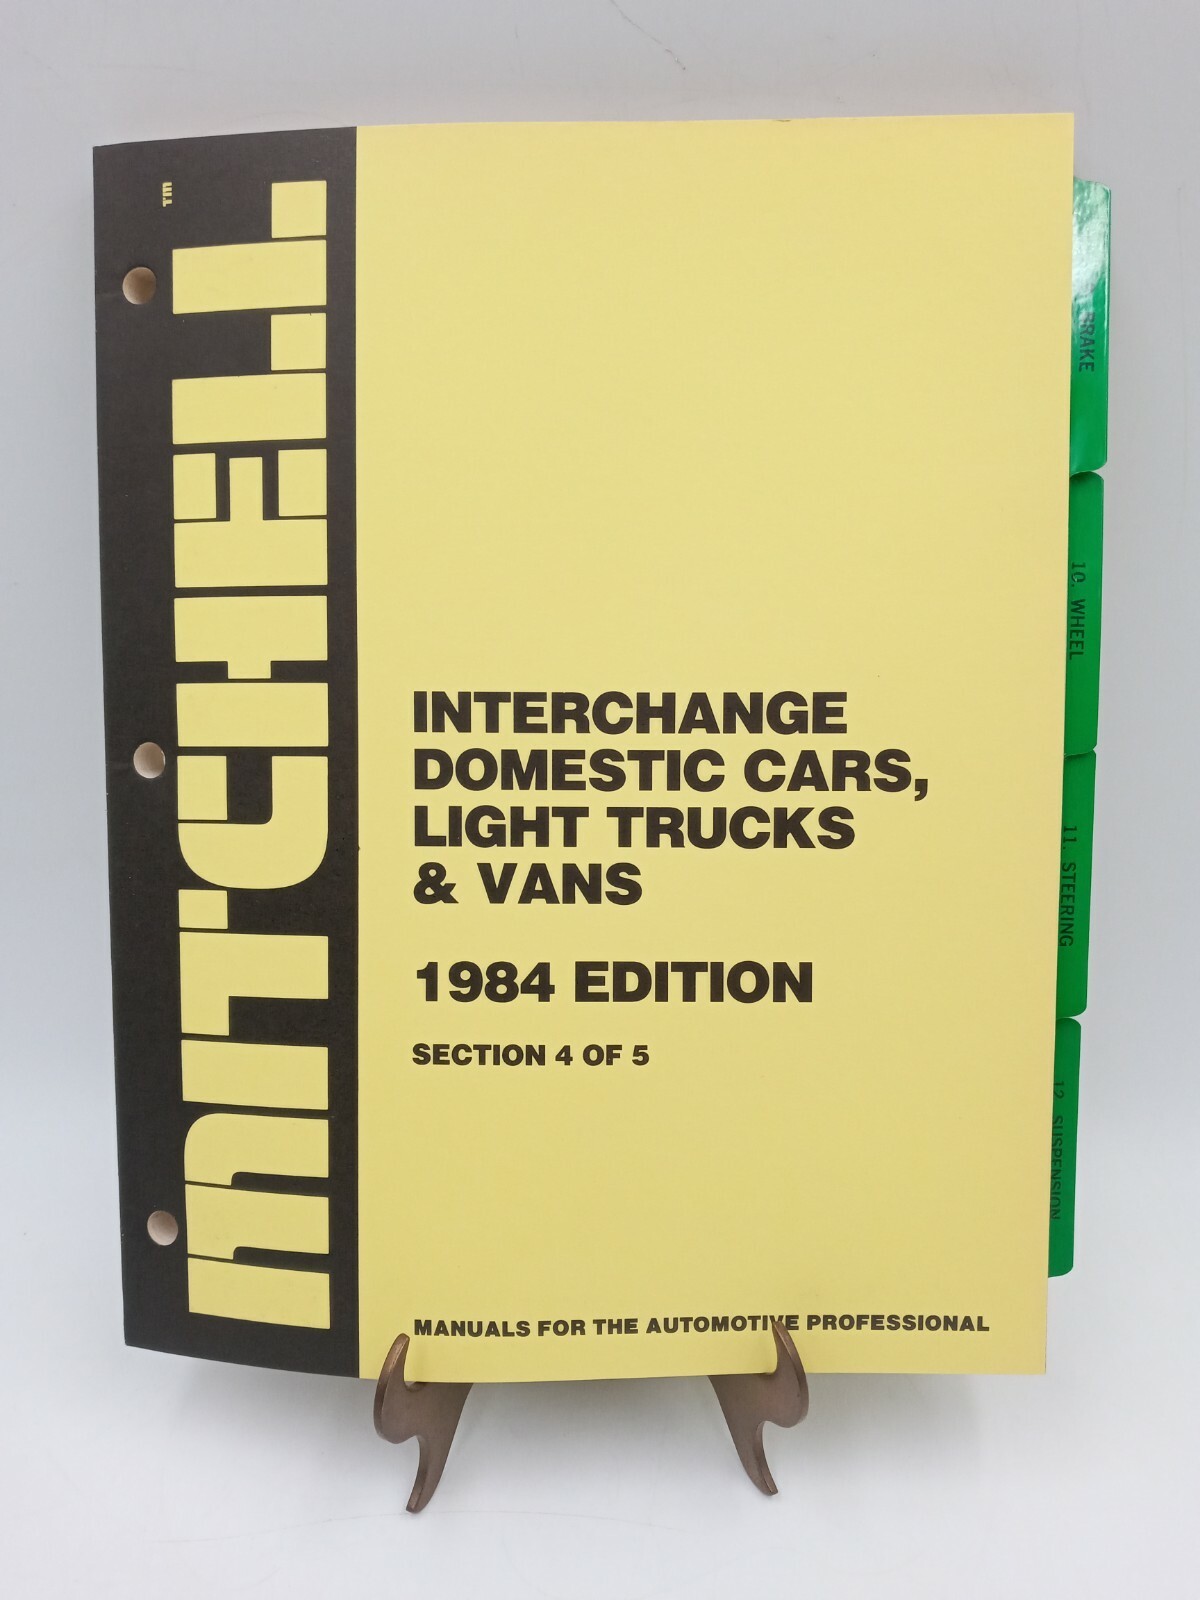 MITCHELL
TM
INTERCHANGE
DOMESTIC CARS,
LIGHT TRUCKS
& VANS
1984 EDITION
SECTION 4 OF 5
MANUALS FOR THE AUTOMOTIVE PROFESSIONAL
BRAKE
10. WHEEL
11. STEERING
12. SUSPENSION